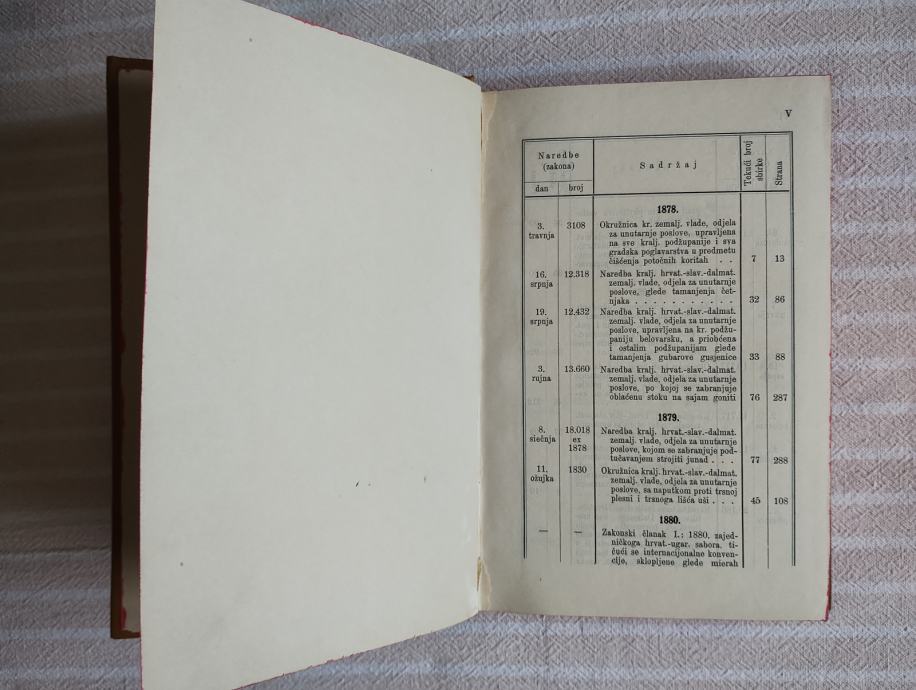 V
Naredbe
(zakona)
dan
broj
Sadržaj
Tekući broj
sbirke
Strana
1878.
3.
travnja
3108
Okružnica kr. zemalj. vlade, odjela
za unutarnje poslove, upravljena
na sve kralj. podžupanije i sva
gradska poglavarstva u predmetu
čišćenja potočnih koritah . .
7
13
16.
srpnja
12.318
Naredba kralj. hrvat.-slav.-dalmat.
zemalj. vlade, odjela za unutarnje
poslove, glede tamanjenja čet-
njaka . . . . . . . . . . .
32
86
19.
srpnja
12.432
Naredba kralj. hrvat.-slav.-dalmat.
zemalj. vlade, odjela za unutarnje
poslove, upravljena na kr. podžu-
paniju belovarsku, a priobćena
i ostalim podžupanijam glede
tamanjenja gubarove gusjenice
33
88
3.
rujna
13.660
Naredba kralj. hrvat.-slav.-dalmat.
zemalj. vlade, odjela za unutarnje
poslove, po kojoj se zabranjuje
oblaćenu stoku na sajam goniti
76
287
1879.
8.
siečnja
18.018
ex
1878
Naredba kralj. hrvat.-slav.-dalmat.
zemalj. vlade, odjela za unutarnje
poslove, kojom se zabranjuje pod-
tučavanjem strojiti junad . . .
77
288
11.
ožujka
1830
Okružnica kralj. hrvat.-slav.-dalmat.
zemalj. vlade, odjela za unutarnje
poslove, sa naputkom proti trsnoj
plesni i trsnoga lišća uši . . .
45
108
1880.
—
—
Zakonski članak I.: 1880. zajed-
ničkoga hrvat.-ugar. sabora, ti-
čući se internacijonalne konven-
cije, sklopljene glede mierah